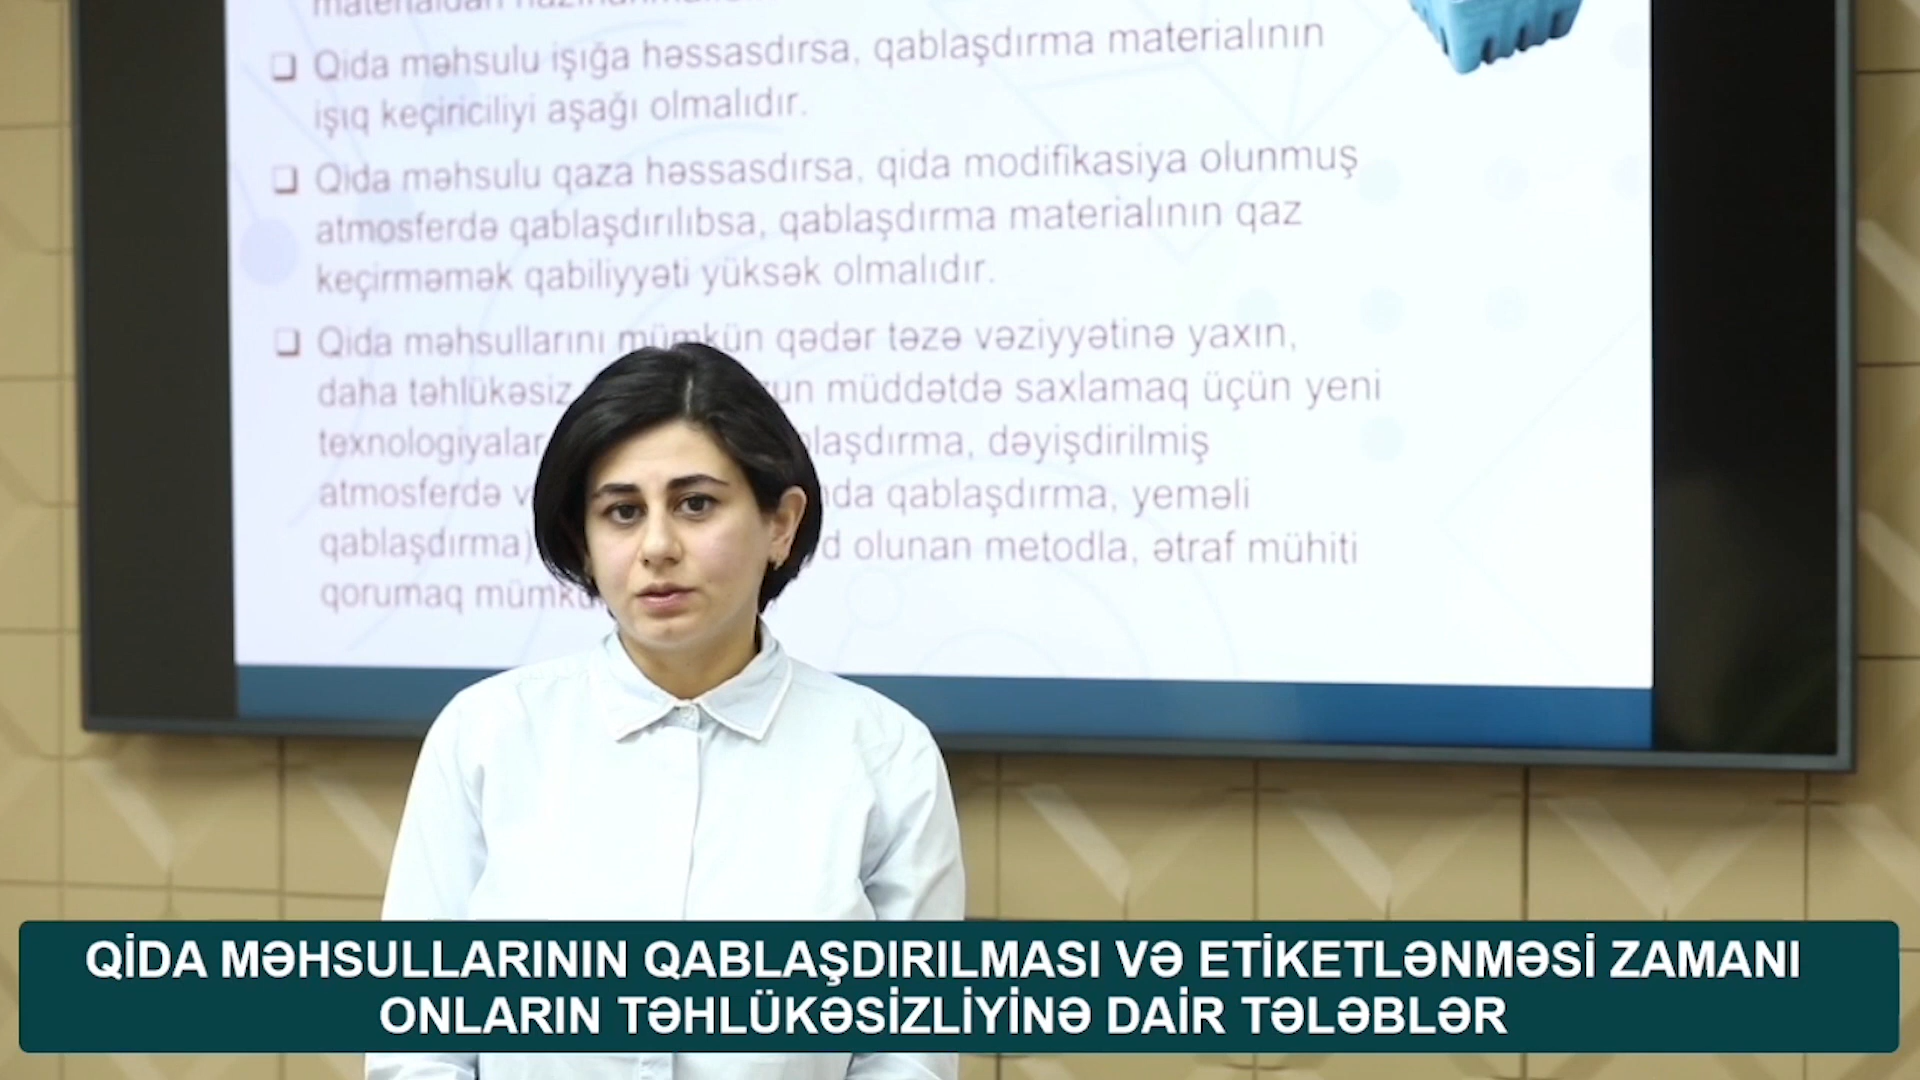 ❑ Qida məhsulu işığa həssasdırsa, qablaşdırma materialının
işıq keçiriciliyi aşağı olmalıdır.
❑ Qida məhsulu qaza həssasdırsa, qida modifikasiya olunmuş
atmosferdə qablaşdırılıbsa, qablaşdırma materialının qaz
keçirməmək qabiliyyəti yüksək olmalıdır.
❑ Qida məhsullarını mümkün qədər təzə vəziyyətinə yaxın,
daha təhlükəsiz müddətdə saxlamaq üçün yeni
dəyişdirilmiş
atmosferdə qablaşdırma, yeməli
qablaşdırma) olunan metodla, ətraf mühiti
qorumaq
QİDA MƏHSULLARININ QABLAŞDIRILMASI VƏ ETİKETLƏNMƏSİ ZAMANI
ONLARIN TƏHLÜKƏSİZLİYİNƏ DAİR TƏLƏBLƏR